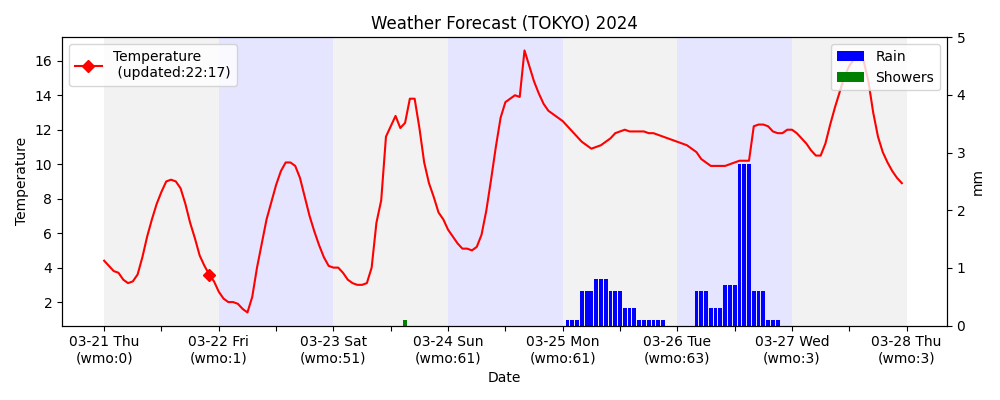 Weather Forecast (TOKYO) 2024
Temperature
(updated:22:17)
Rain
Showers
16
14
12
10
8
6
4
2
5
4
3
2
1
0
Temperature
mm
03-21 Thu
(wmo:0)
03-22 Fri
(wmo:1)
03-23 Sat
(wmo:51)
03-24 Sun
(wmo:61)
03-25 Mon
(wmo:61)
03-26 Tue
(wmo:63)
03-27 Wed
(wmo:3)
03-28 Thu
(wmo:3)
Date